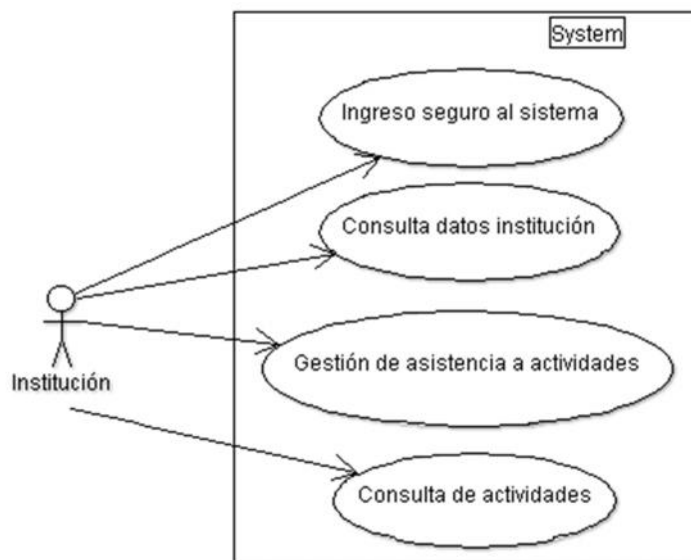 System
Ingreso seguro al sistema
Consulta datos institución
Gestión de asistencia a actividades
Institución
Consulta de actividades